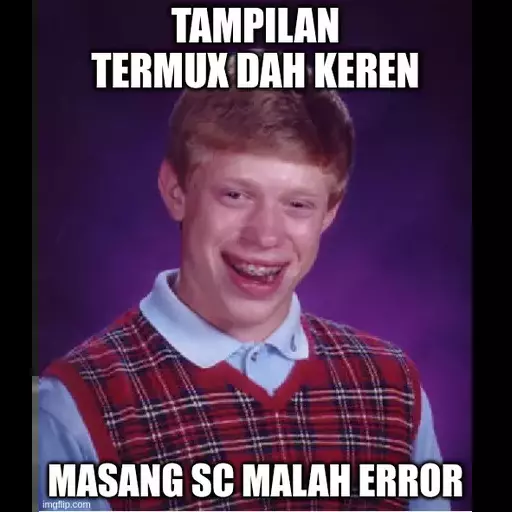 TAMPILAN
TERMUX DAH KEREN
MASANG SC MALAH ERROR
imgflip.com